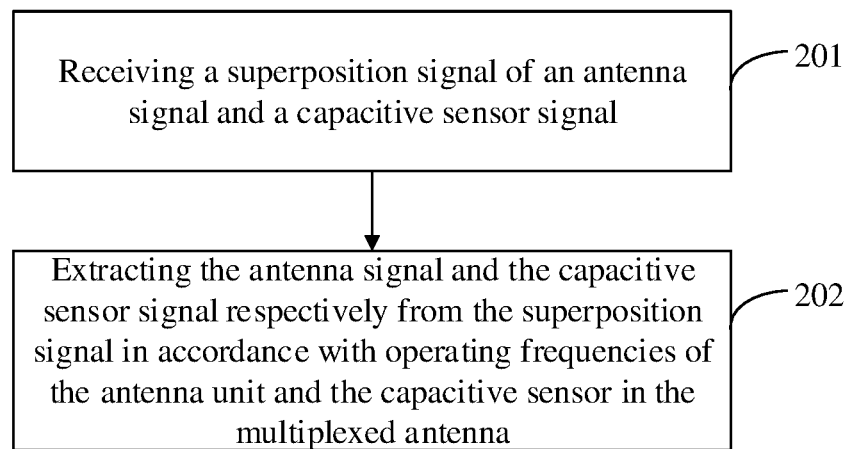 Receiving a superposition signal of an antenna
signal and a capacitive sensor signal
201
Extracting the antenna signal and the capacitive
sensor signal respectively from the superposition
signal in accordance with operating frequencies of
the antenna unit and the capacitive sensor in the
multiplexed antenna
202